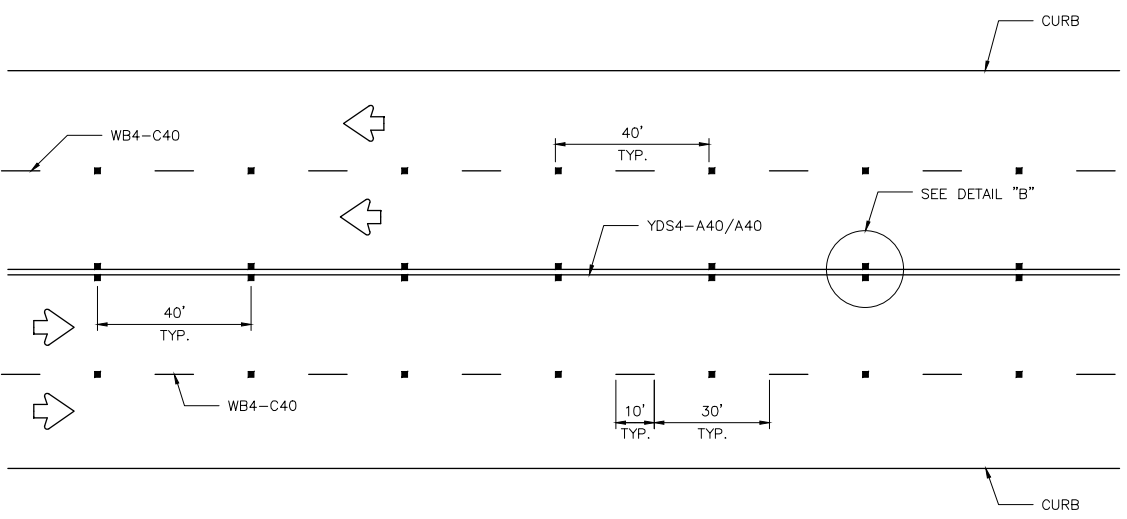 CURB
WB4-C40
40'
TYP.
SEE DETAIL "B"
YDS4-A40/A40
40'
TYP.
WB4-C40
10'
TYP.
30'
TYP.
CURB